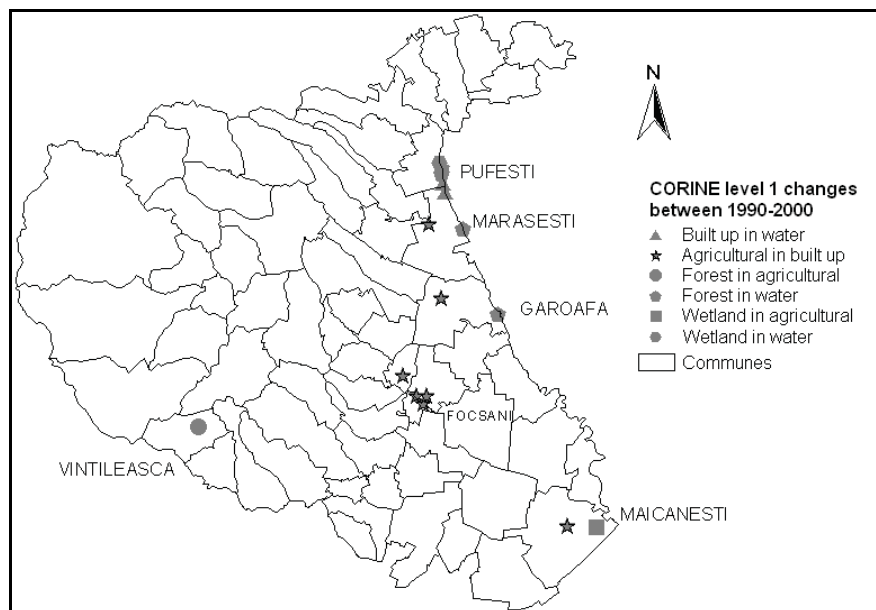 N
PUFESTI
MARASESTI
GAROAFA
FOCSANI
VINTILEASCA
MAICANESTI
CORINE level 1 changes
between 1990-2000
Built up in water
Agricultural in built up
Forest in agricultural
Forest in water
Wetland in agricultural
Wetland in water
Communes